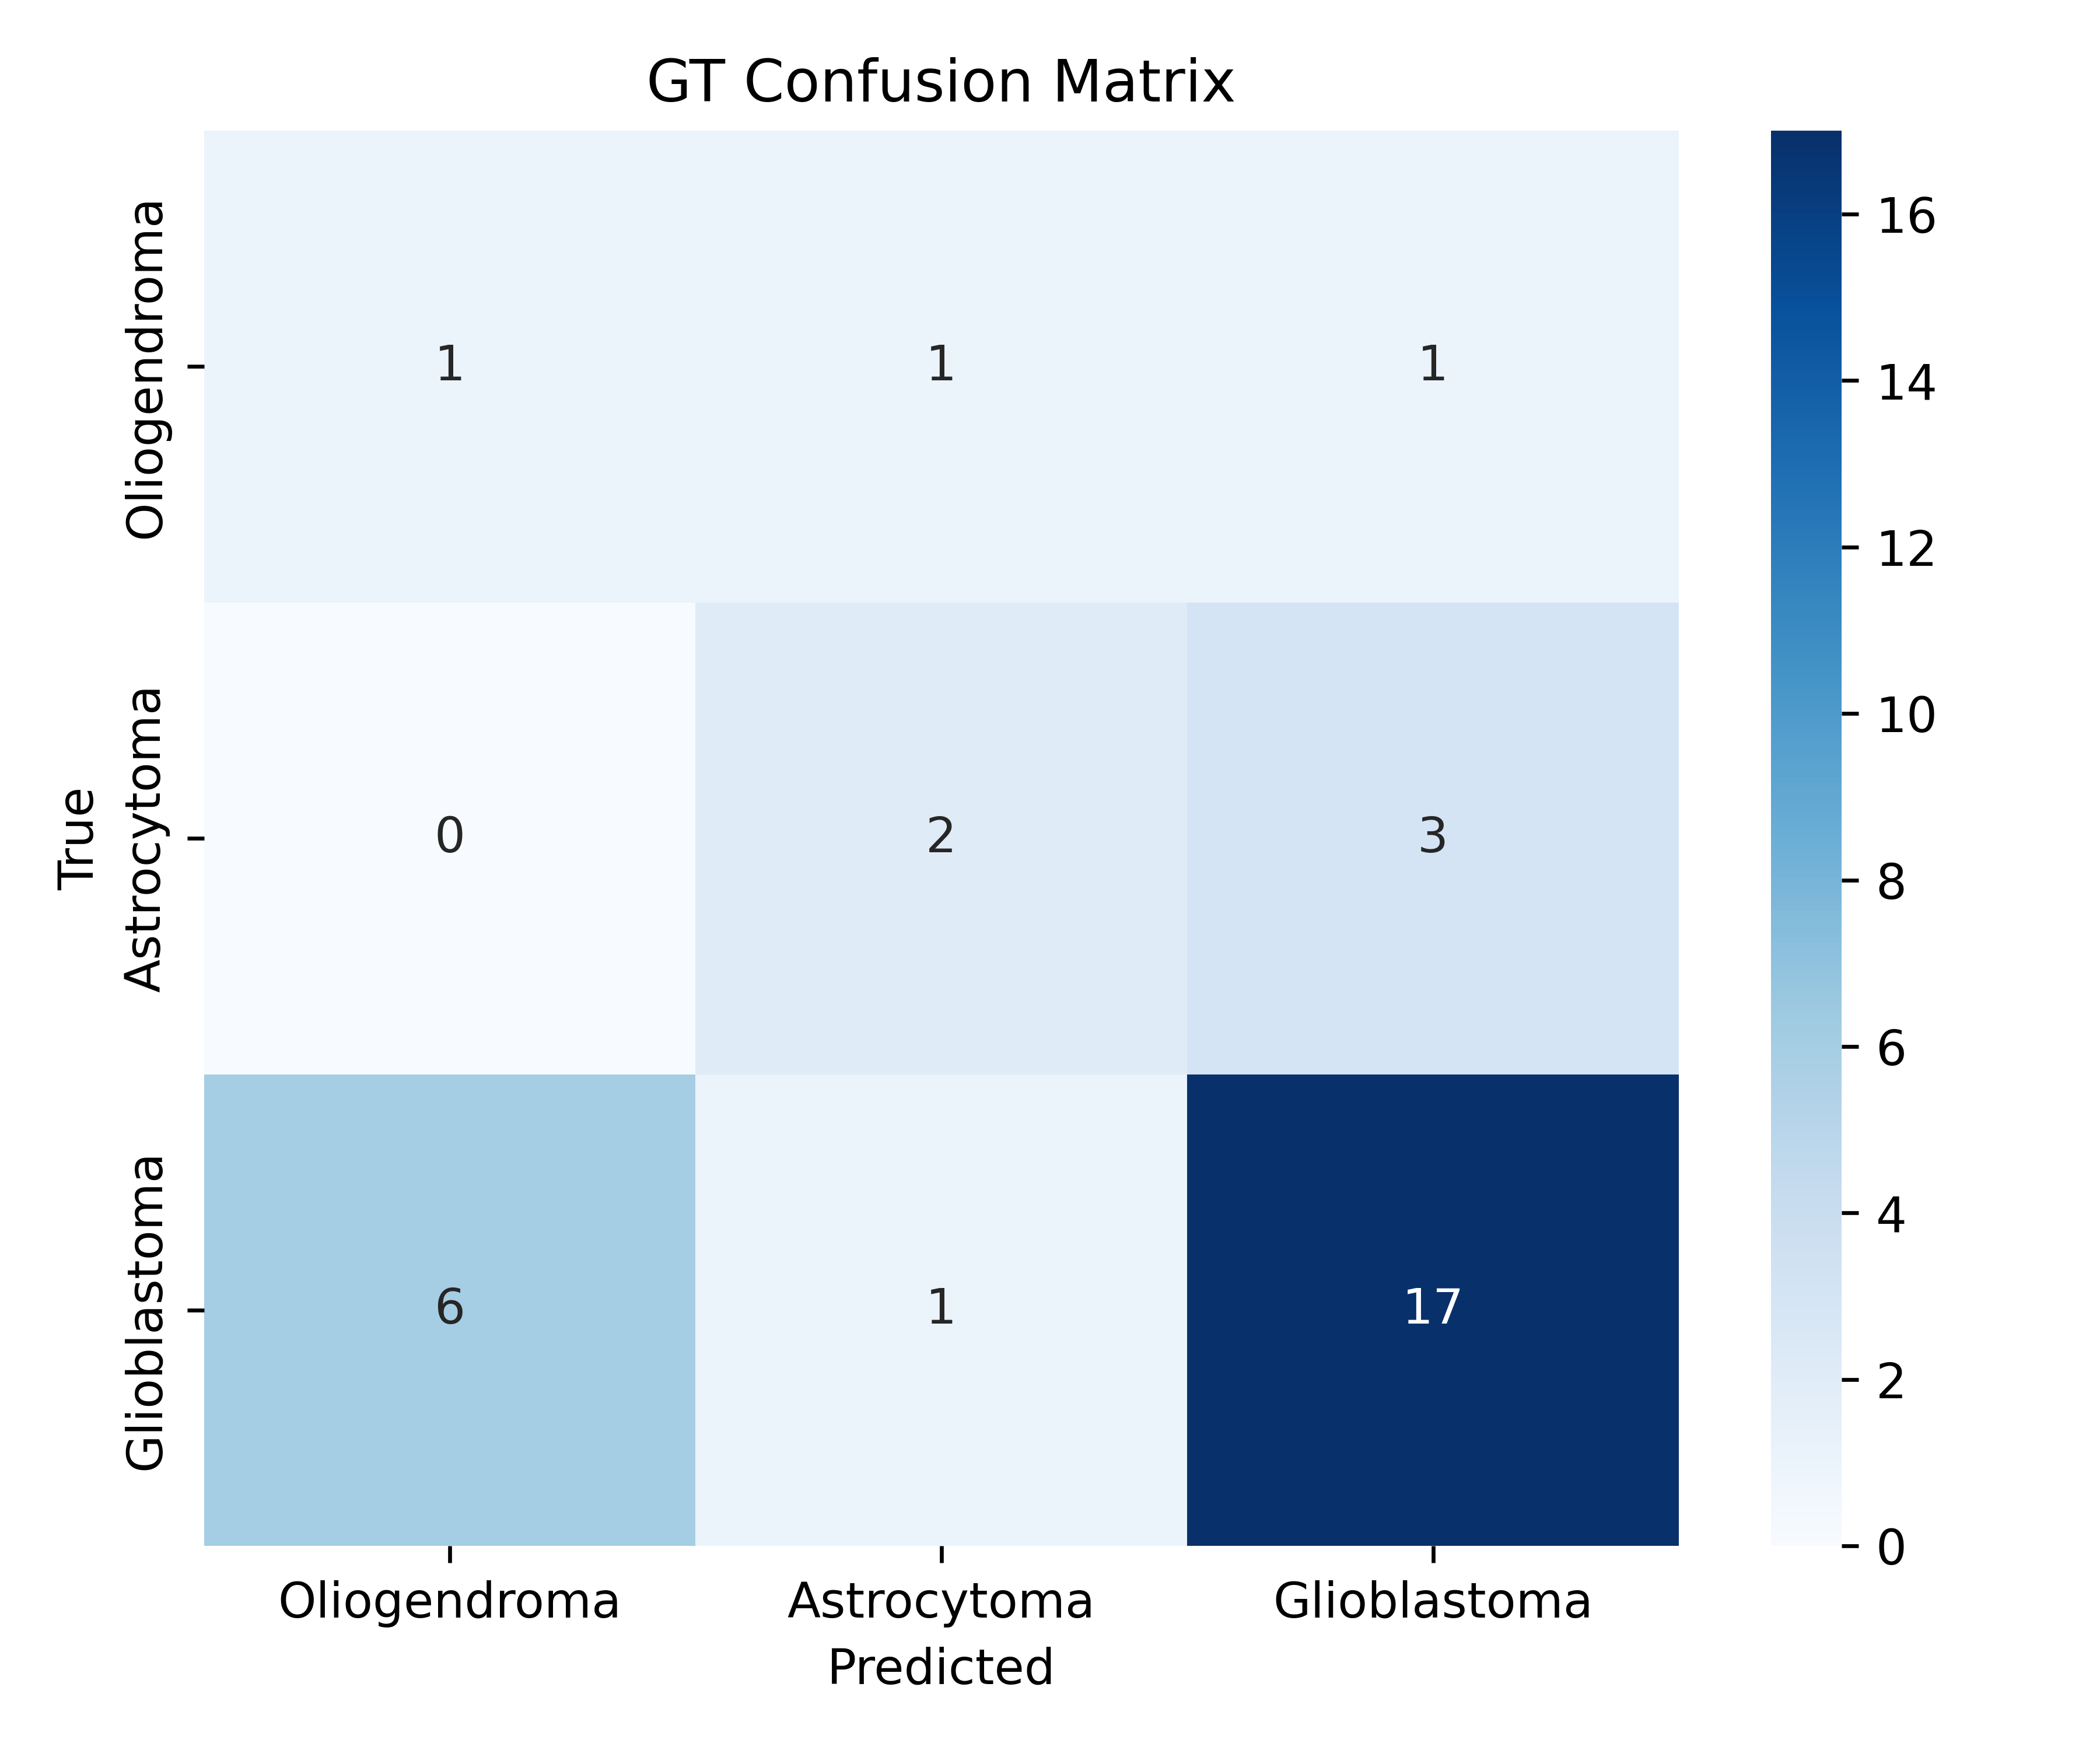 GT Confusion Matrix
True
Oliogendroma
1 1 1
Astrocytoma
0 2 3
Glioblastoma
6 1 17
Oliogendroma Astrocytoma Glioblastoma
Predicted
16
14
12
10
8
6
4
2
0